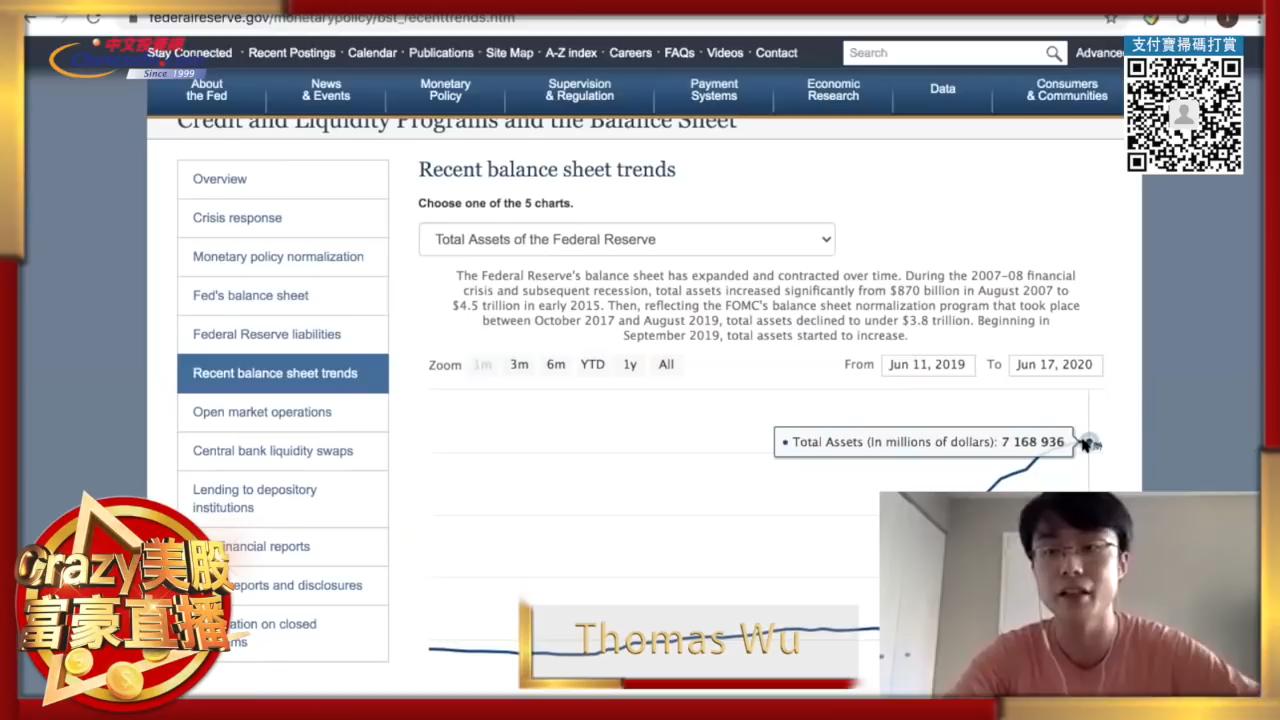 federalreserve.gov/monetarypolicy/bst_recenttrends.htm
中文投資網
Since 1999
Stay Connected
Recent Postings
Calendar
Publications
Site Map
A-Z index
Careers
FAQs
Videos
Contact
Search
Advance
支付寶掃碼打賞
About
the Fed
News
& Events
Monetary
Policy
Supervision
& Regulation
Payment
Systems
Economic
Research
Data
Consumers
& Communities
Credit and Liquidity Programs and the Balance Sheet
Overview
Crisis response
Monetary policy normalization
Fed's balance sheet
Federal Reserve liabilities
Recent balance sheet trends
Open market operations
Central bank liquidity swaps
Lending to depository
institutions
financial reports
reports and disclosures
ation on closed
ms
Recent balance sheet trends
Choose one of the 5 charts.
Total Assets of the Federal Reserve
The Federal Reserve's balance sheet has expanded and contracted over time. During the 2007-08 financial
crisis and subsequent recession, total assets increased significantly from $870 billion in August 2007 to
$4.5 trillion in early 2015. Then, reflecting the FOMC's balance sheet normalization program that took place
between October 2017 and August 2019, total assets declined to under $3.8 trillion. Beginning in
September 2019, total assets started to increase.
Zoom 1m 3m 6m YTD 1y All
From Jun 11, 2019 To Jun 17, 2020
Total Assets (In millions of dollars): 7 168 936
Crazy美股
富豪直播
Thomas Wu